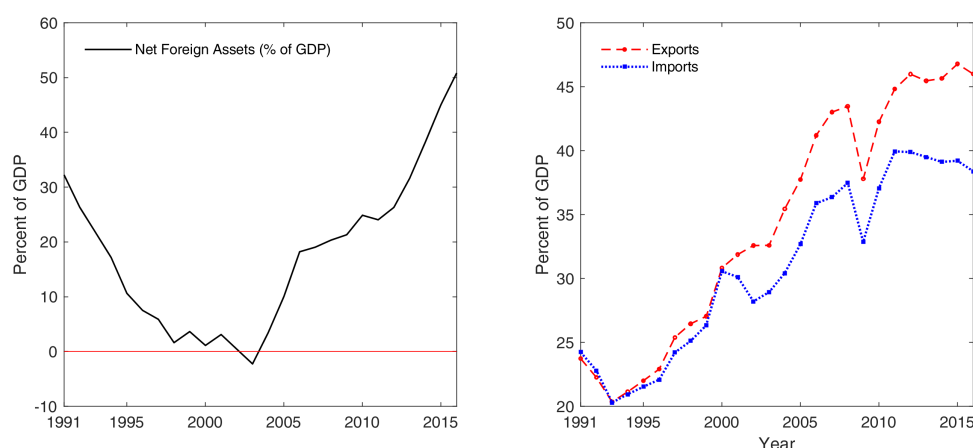 60
50
40
30
20
10
0
-10
Percent of GDP
Net Foreign Assets (% of GDP)
1991 1995 2000 2005 2010 2015
50
45
40
35
30
25
20
Percent of GDP
Exports
Imports
1991 1995 2000 2005 2010 2015
Year